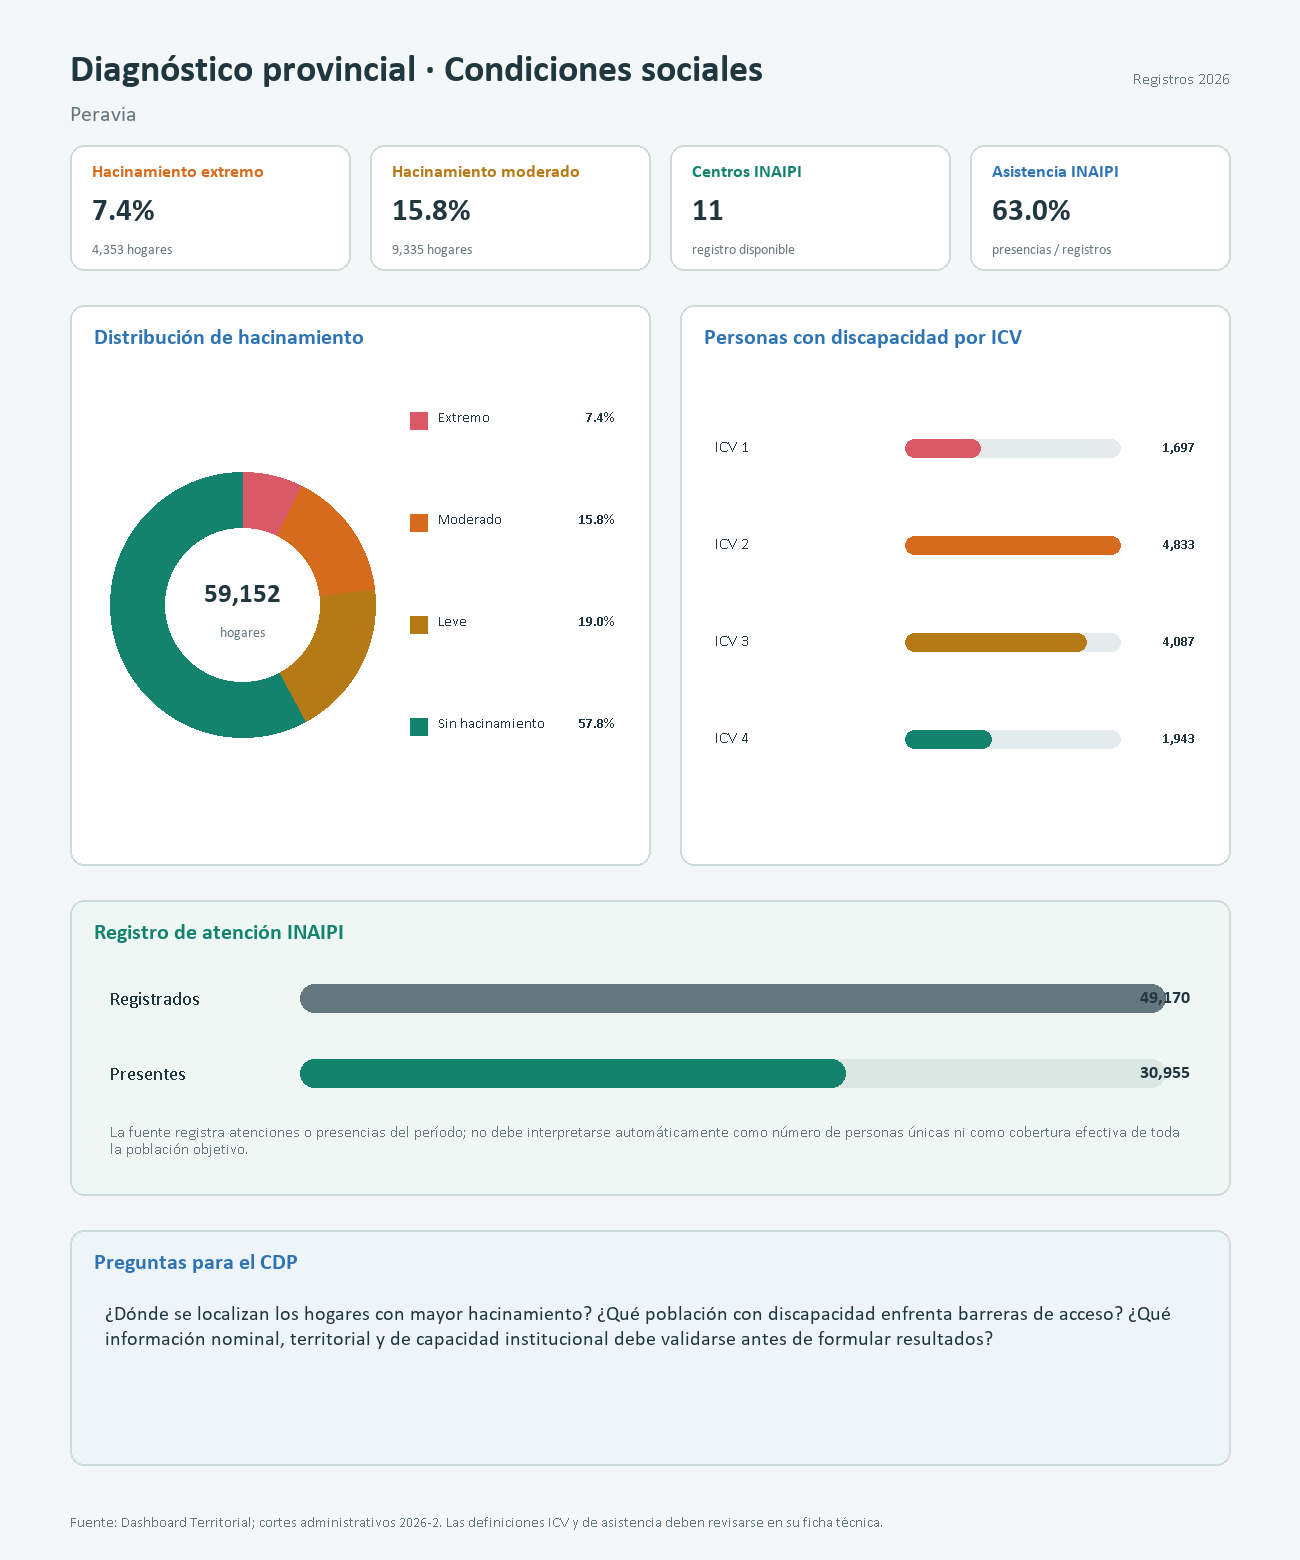 Diagnóstico provincial · Condiciones sociales
Registros 2026
Peravia
Hacinamiento extremo
7.4%
4,353 hogares
Hacinamiento moderado
15.8%
9,335 hogares
Centros INAIPI
11
registro disponible
Asistencia INAIPI
63.0%
presencias / registros
Distribución de hacinamiento
59,152
hogares
Extremo 7.4%
Moderado 15.8%
Leve 19.0%
Sin hacinamiento 57.8%
Personas con discapacidad por ICV
ICV 1 1,697
ICV 2 4,833
ICV 3 4,087
ICV 4 1,943
Registro de atención INAIPI
Registrados 49,170
Presentes 30,955
La fuente registra atenciones o presencias del período; no debe interpretarse automáticamente como número de personas únicas ni como cobertura efectiva de toda
la población objetivo.
Preguntas para el CDP
¿Dónde se localizan los hogares con mayor hacinamiento? ¿Qué población con discapacidad enfrenta barreras de acceso? ¿Qué
información nominal, territorial y de capacidad institucional debe validarse antes de formular resultados?
Fuente: Dashboard Territorial; cortes administrativos 2026-2. Las definiciones ICV y de asistencia deben revisarse en su ficha técnica.